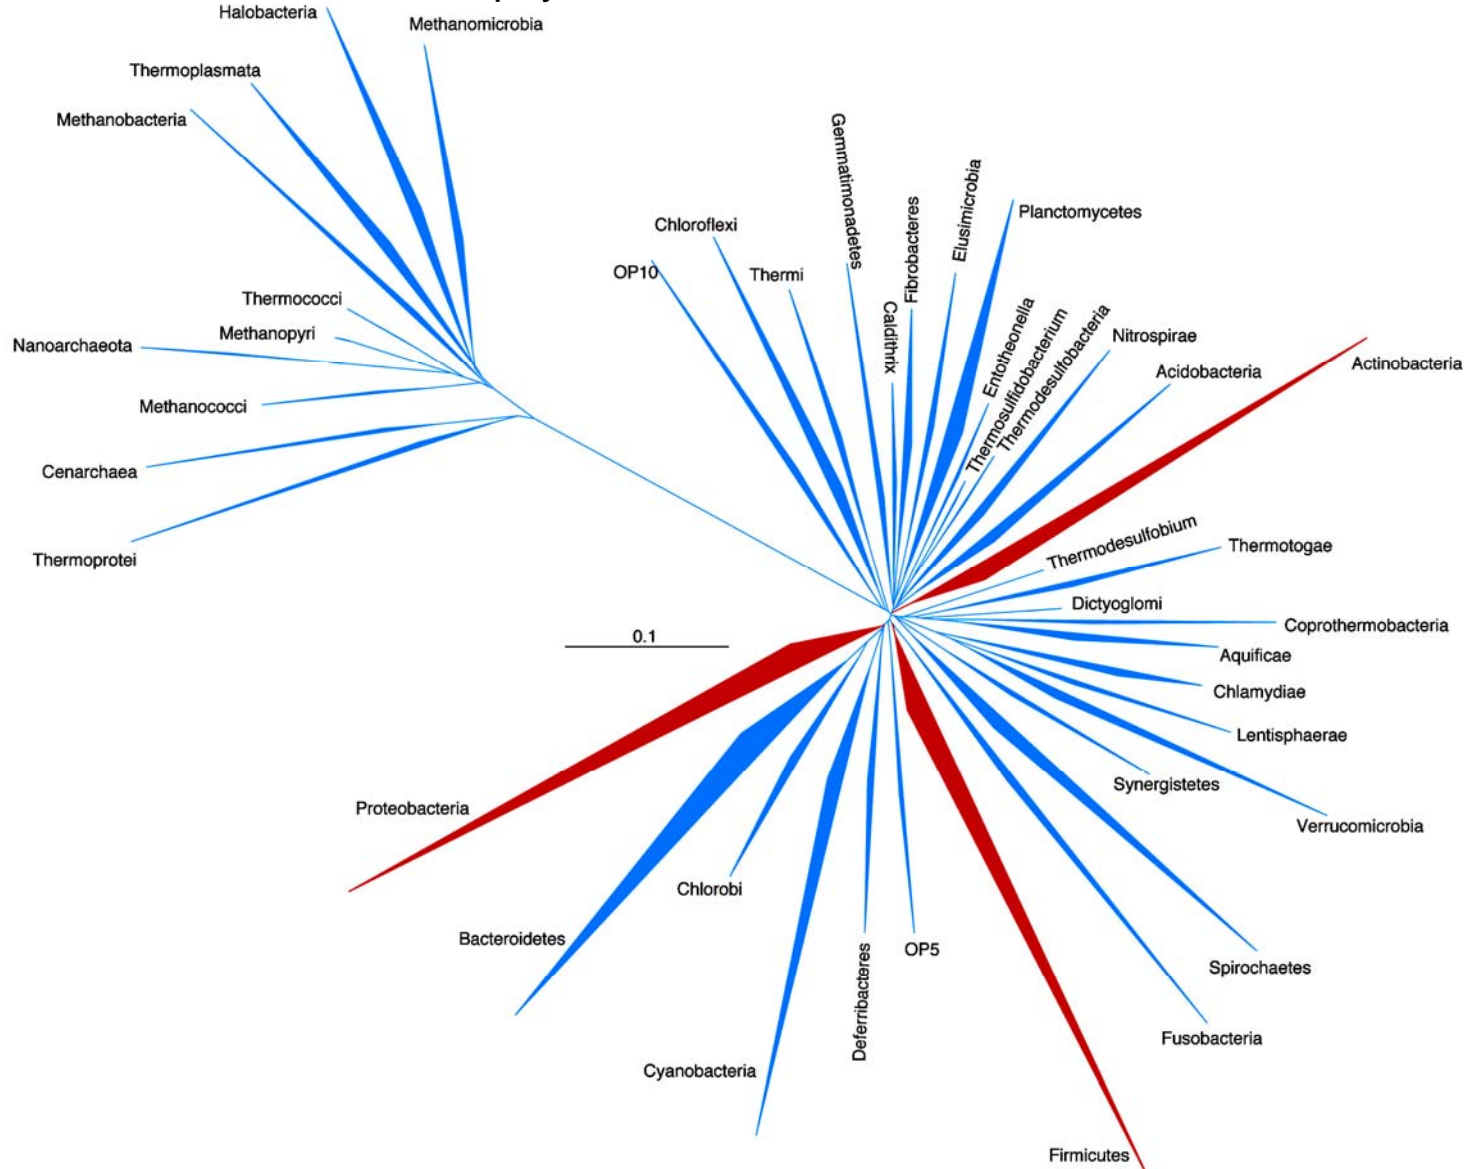 Halobacteria
Methanomicrobia
Thermoplasmata
Methanobacteria
Gemmatimonadetes
Elusimicrobia
Fibrobacteres
Planctomycetes
Chloroflexi
OP10
Thermi
Caldithrix
Entotheonella
Thermosulfidobacterium
Thermodesulfobacteria
Nitrospirae
Acidobacteria
Actinobacteria
Thermococci
Methanopyri
Nanoarchaeota
Methanococci
Cenarchaea
Thermoprotei
Thermodesulfobium
Thermotogae
Dictyoglomi
Coprothermobacteria
0.1
Aquificae
Chlamydiae
Lentisphaerae
Synergistetes
Verrucomicrobia
Proteobacteria
Chlorobi
Bacteroidetes
Deferribacteres
OP5
Spirochaetes
Fusobacteria
Cyanobacteria
Firmicutes